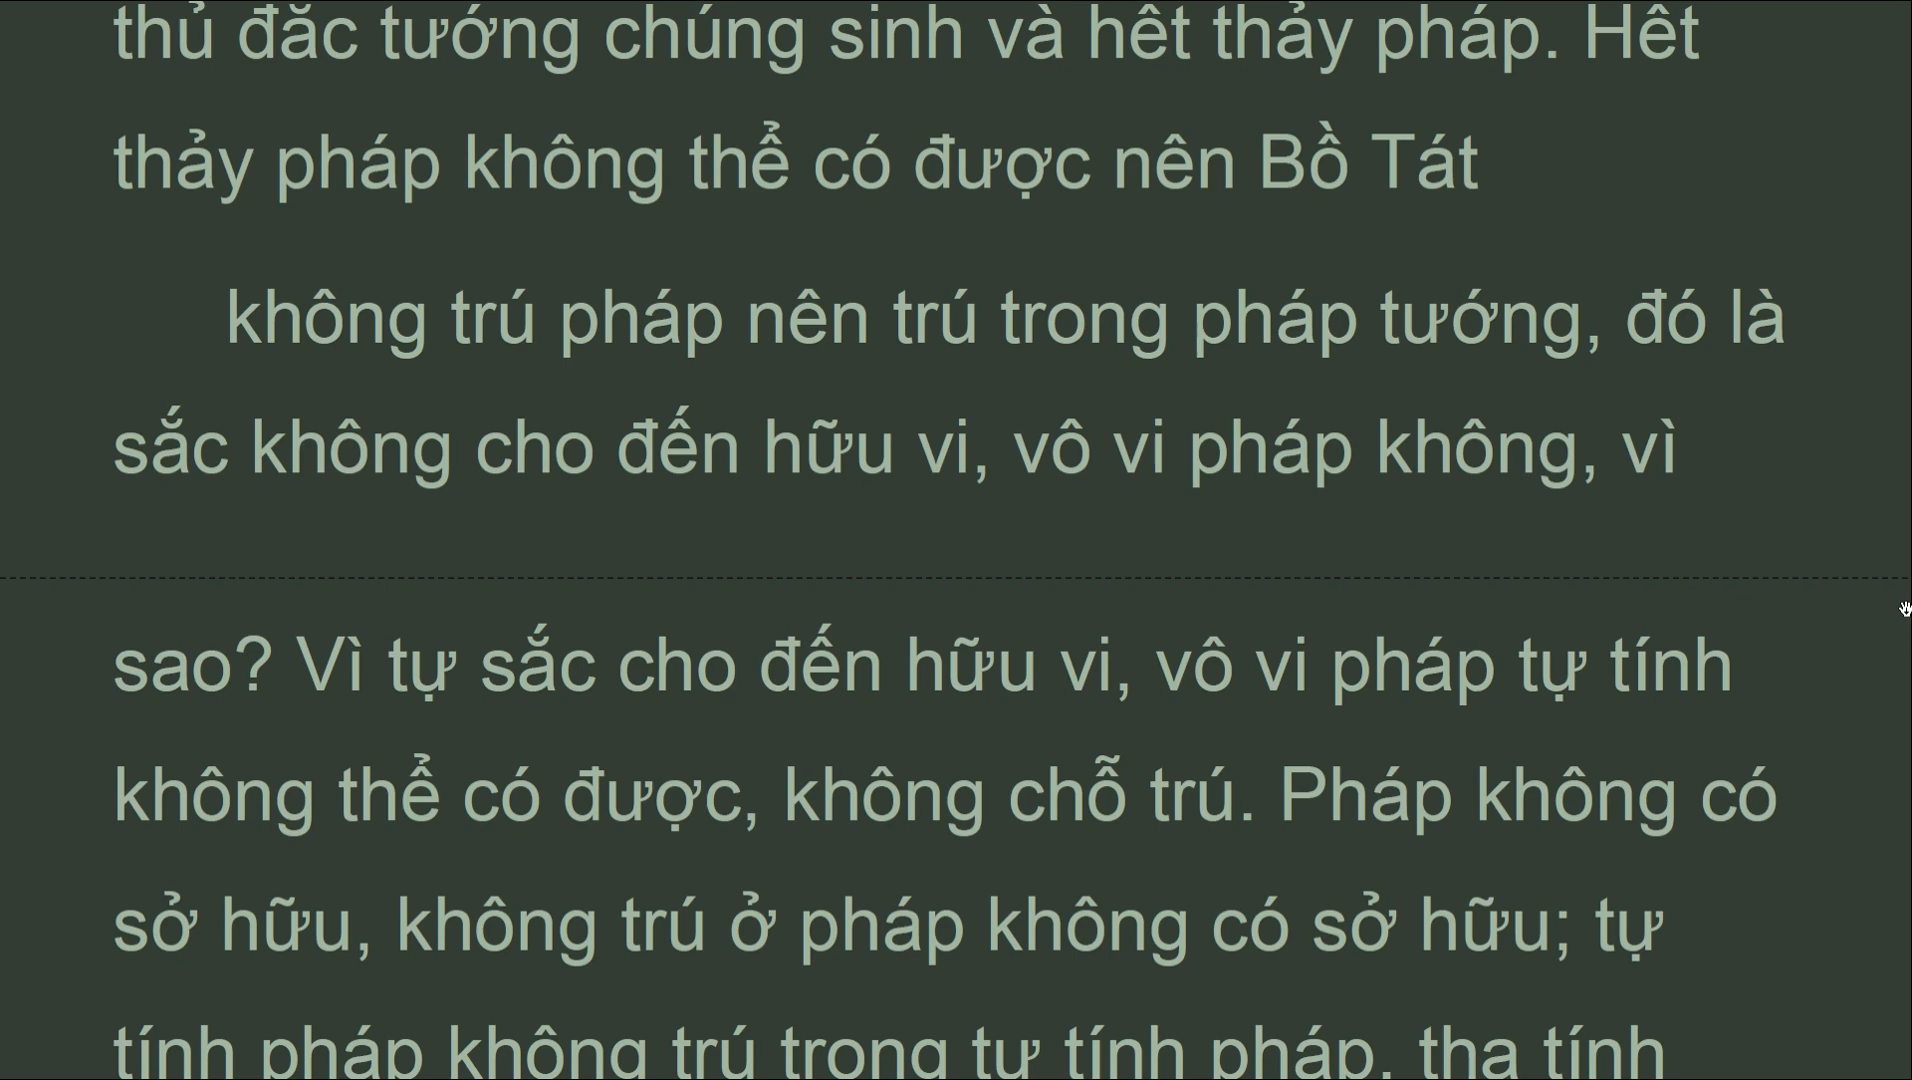 thủ đắc tướng chúng sinh và hết thảy pháp. Hết
thảy pháp không thể có được nên Bồ Tát
không trú pháp nên trú trong pháp tướng, đó là
sắc không cho đến hữu vi, vô vi pháp không, vì
sao? Vì tự sắc cho đến hữu vi, vô vi pháp tự tính
không thể có được, không chỗ trú. Pháp không có
sở hữu, không trú ở pháp không có sở hữu; tự
tính pháp không trú trong tự tính pháp, tha tính